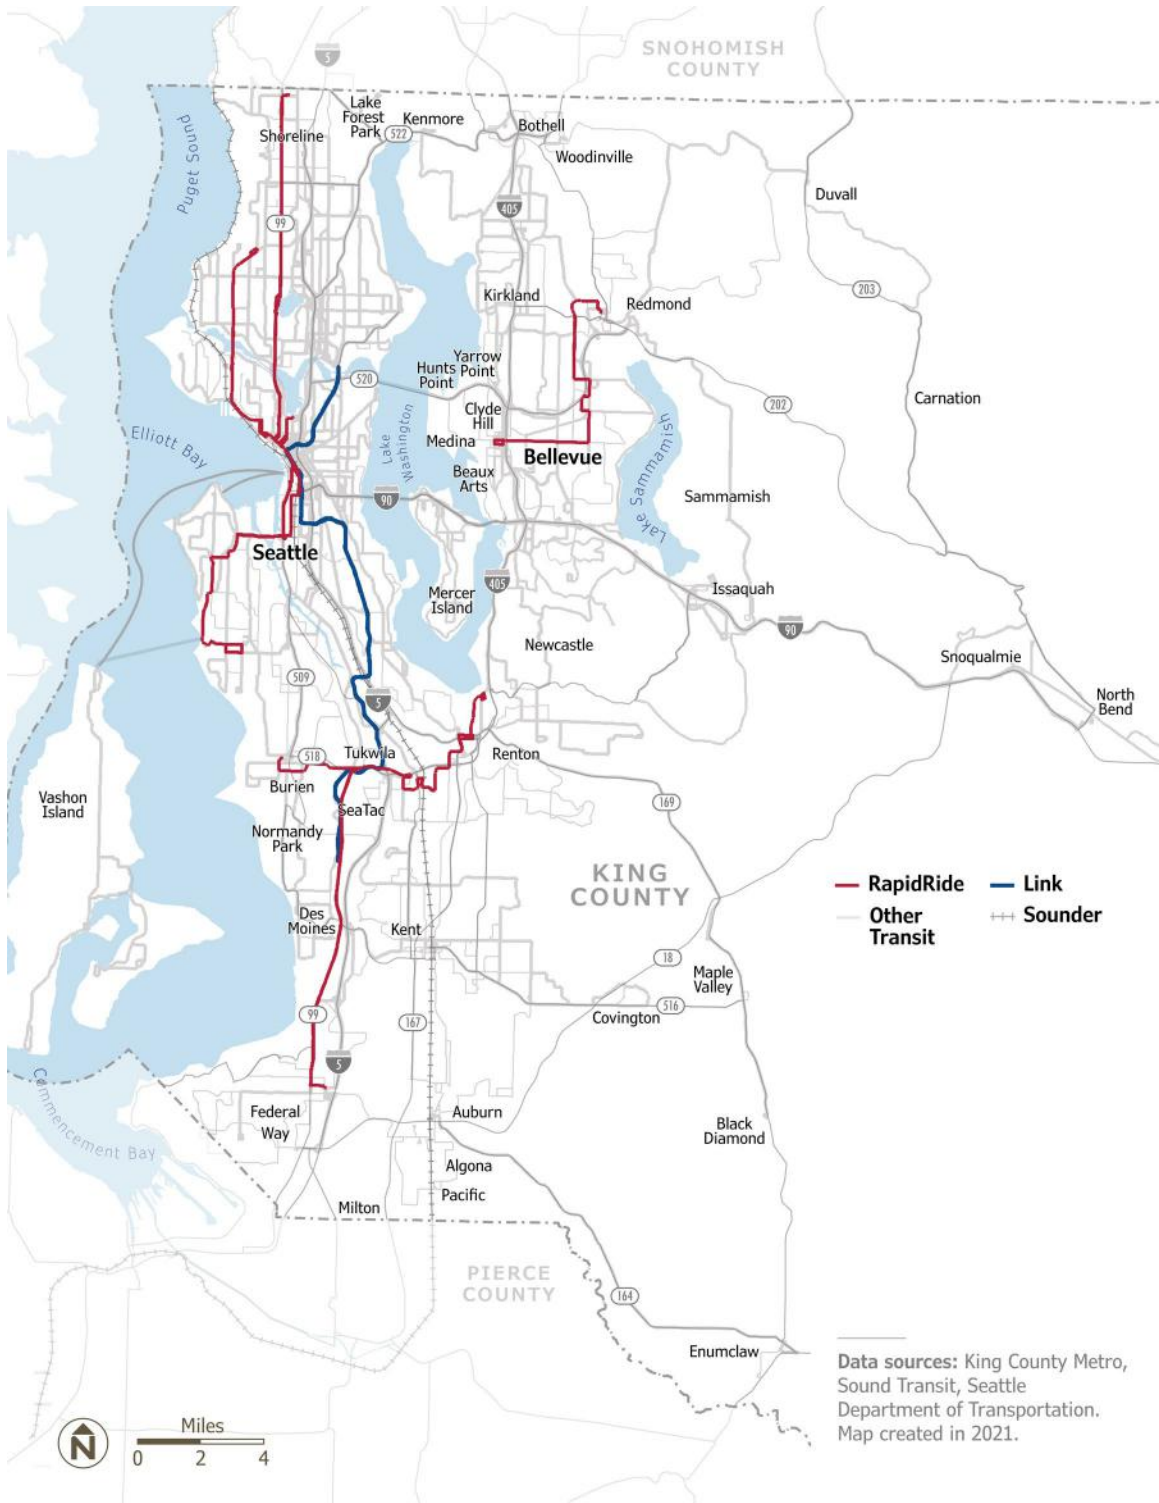 SNOHOMISH
COUNTY
5
Lake
Forest
Park
Kenmore
522
Bothell
Shoreline
Woodinville
Puget Sound
Duvall
405
99
203
Kirkland
Redmond
Yarrow
Point
Hunts
Point
520
Carnation
202
Clyde
Hill
Medina
Lake
Washington
Elliott Bay
Bellevue
Beaux
Arts
Lake Sammamish
Sammamish
90
Seattle
405
Mercer
Island
Issaquah
90
Newcastle
Snoqualmie
509
5
North
Bend
518
Tukwila
Renton
Burien
Vashon
Island
SeaTac
169
Normandy
Park
KING
COUNTY
RapidRide
Link
Other
Transit
Sounder
Des
Moines
Kent
18
Maple
Valley
516
Covington
99
167
5
Commencement Bay
Federal
Way
Auburn
Black
Diamond
Algona
Pacific
Milton
PIERCE
COUNTY
164
Enumclaw
Data sources: King County Metro,
Sound Transit, Seattle
Department of Transportation.
Map created in 2021.
N
Miles
0 2 4